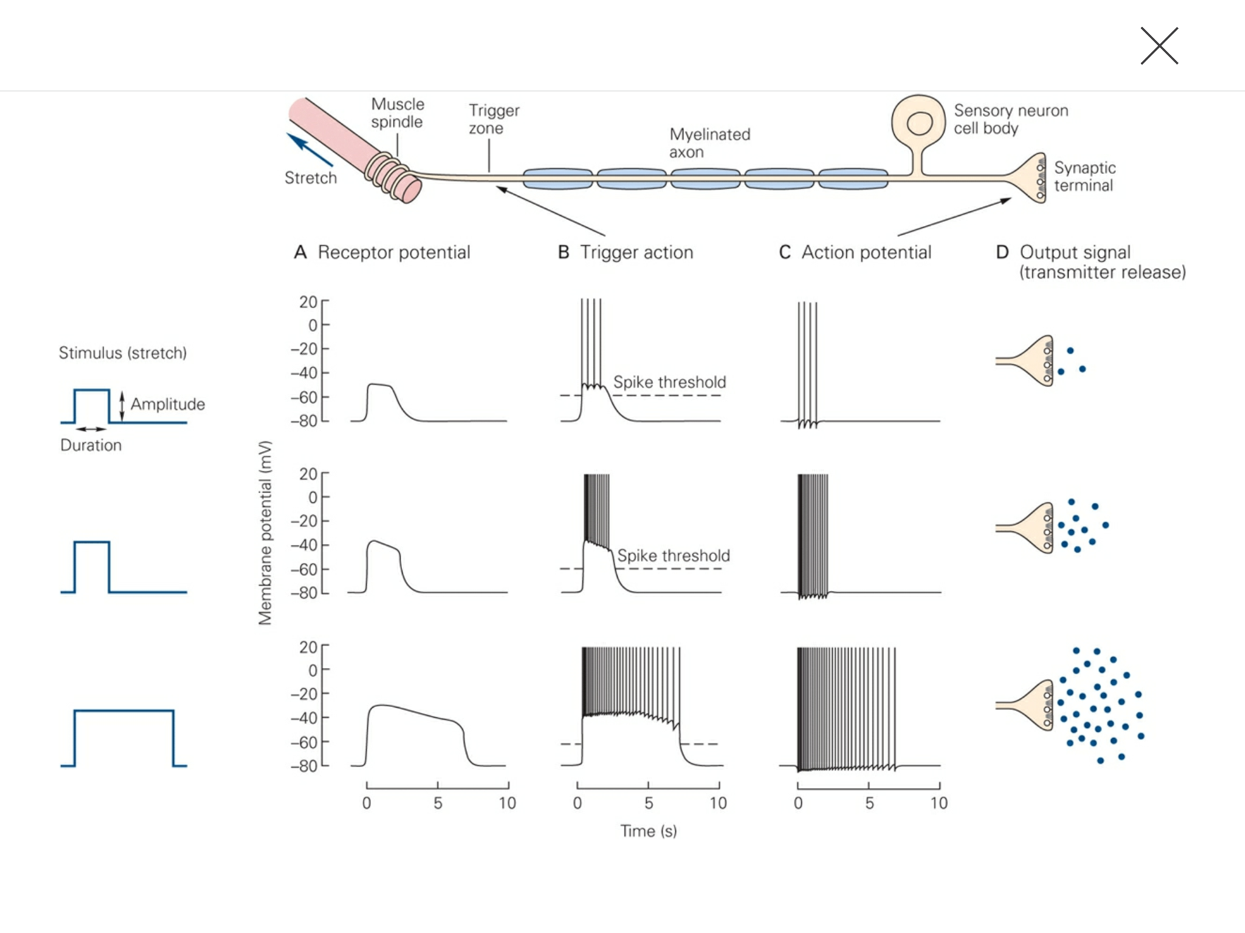 Muscle
spindle
Trigger
zone
Myelinated
axon
Sensory neuron
cell body
Stretch
Synaptic
terminal
A Receptor potential
B Trigger action
C Action potential
D Output signal
(transmitter release)
Stimulus (stretch)
Amplitude
Duration
Membrane potential (mV)
20
0
–20
–40
–60
–80
Spike threshold
20
0
–20
–40
–60
–80
Spike threshold
20
0
–20
–40
–60
–80
0 5 10
0 5 10
0 5 10
Time (s)